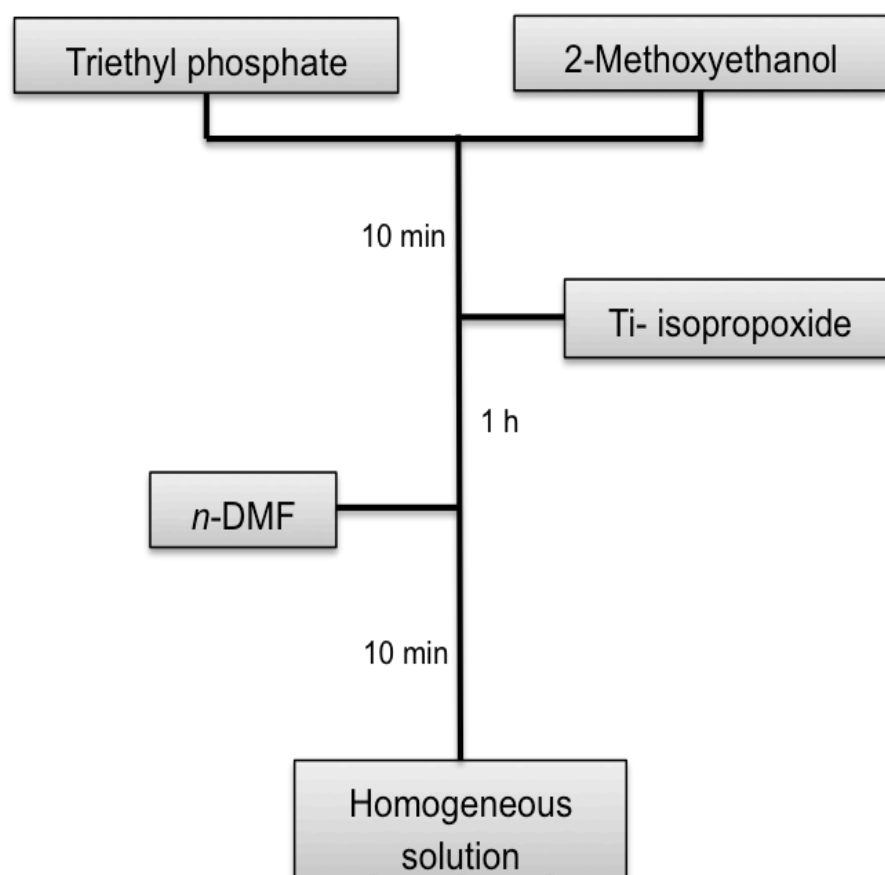 Triethyl phosphate
2-Methoxyethanol
10 min
Ti- isopropoxide
1 h
n-DMF
10 min
Homogeneous
solution